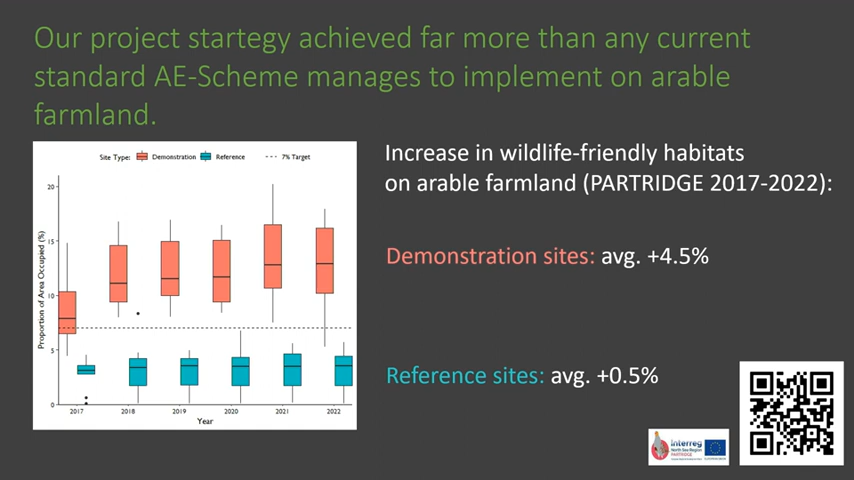 Our project startegy achieved far more than any current
standard AE-Scheme manages to implement on arable
farmland.
Site Type: Demonstration Reference 7% Target
Proportion of Area Occupied (%)
20
15
10
5
0
2017 2018 2019 2020 2021 2022
Year
Increase in wildlife-friendly habitats
on arable farmland (PARTRIDGE 2017-2022):
Demonstration sites: avg. +4.5%
Reference sites: avg. +0.5%
Interreg
North Sea Region
PARTRIDGE